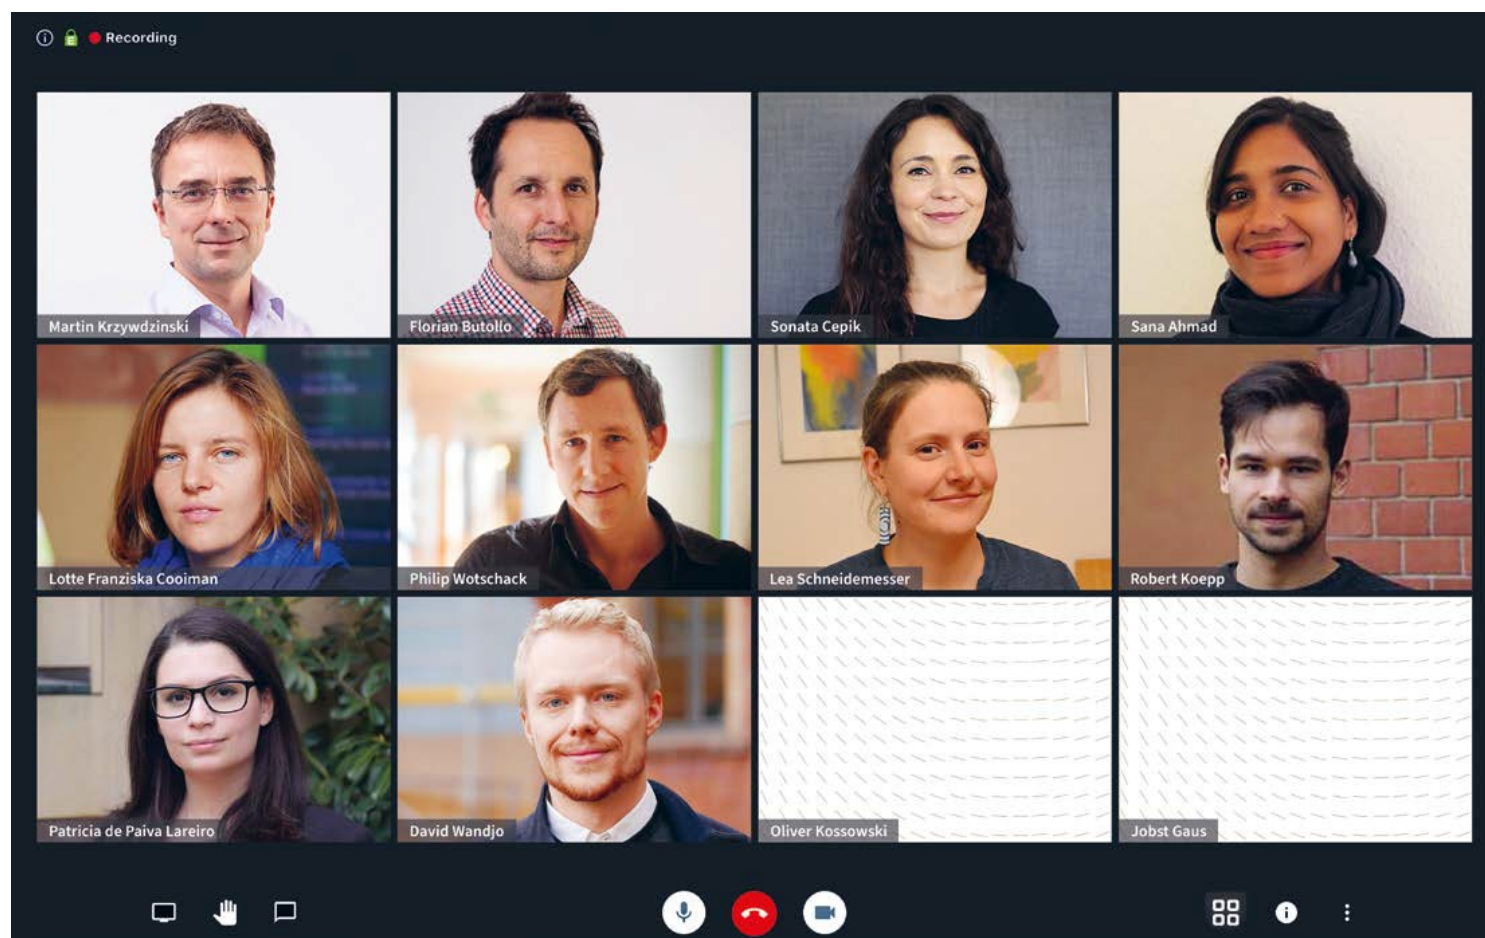 Recording
Martin Krzywdzinski
Florian Butollo
Sonata Cepik
Sana Ahmad
Lotte Franziska Cooiman
Philip Wotschack
Lea Schneidemesser
Robert Koepp
Patricia de Paiva Lareiro
David Wandjo
Oliver Kossowski
Jobst Gaus